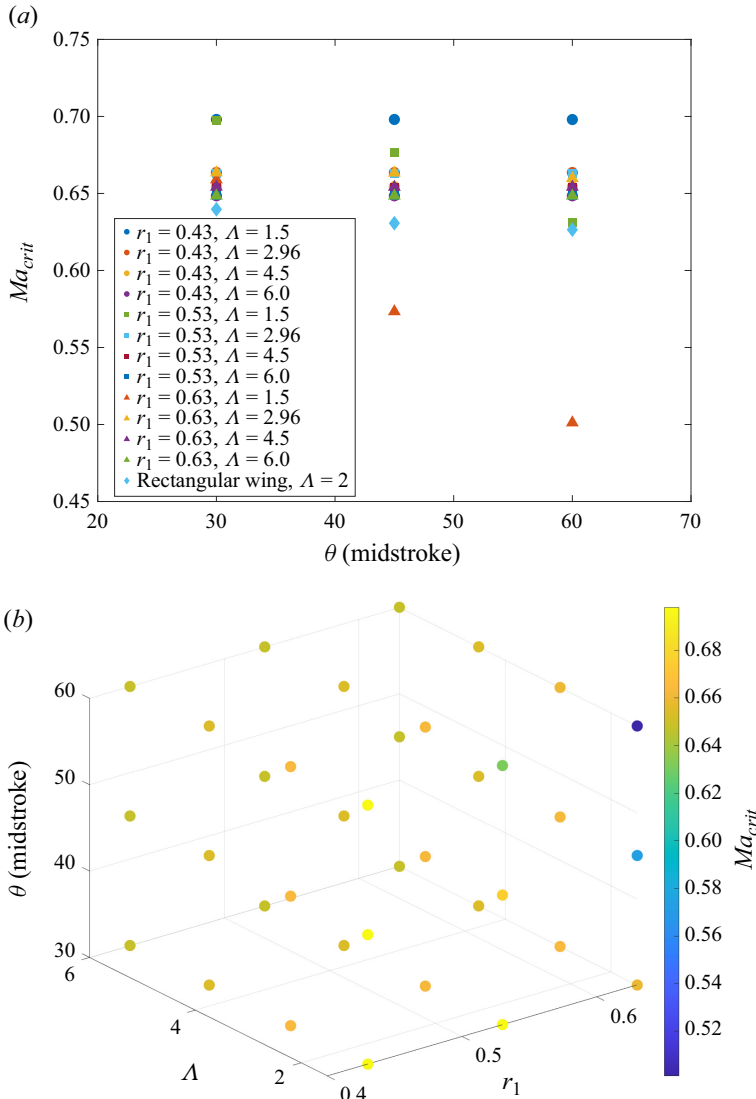 (a)
0.75
0.70
0.65
0.60
0.55
0.50
0.45
Ma_crit
r1 = 0.43, Λ = 1.5
r1 = 0.43, Λ = 2.96
r1 = 0.43, Λ = 4.5
r1 = 0.43, Λ = 6.0
r1 = 0.53, Λ = 1.5
r1 = 0.53, Λ = 2.96
r1 = 0.53, Λ = 4.5
r1 = 0.53, Λ = 6.0
r1 = 0.63, Λ = 1.5
r1 = 0.63, Λ = 2.96
r1 = 0.63, Λ = 4.5
r1 = 0.63, Λ = 6.0
Rectangular wing, Λ = 2
20 30 40 50 60 70
θ (midstroke)
(b)
60
50
40
30
θ (midstroke)
6
4
2
Λ
0.4
0.5
0.6
r1
0.68
0.66
0.64
0.62
0.60
0.58
0.56
0.54
0.52
Ma_crit